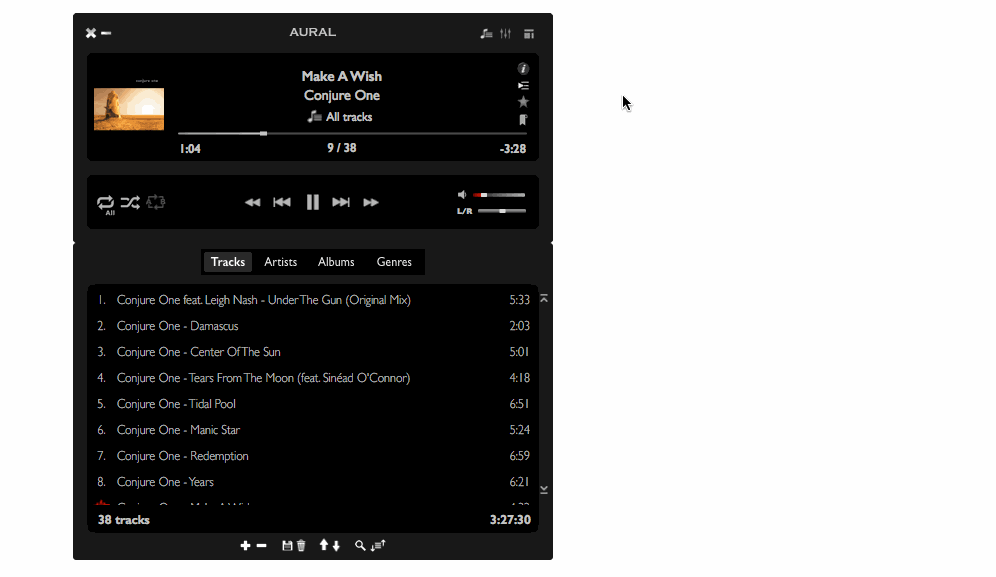 AURAL
Make A Wish
Conjure One
All tracks
1:04 9 / 38 -3:28
All
L/R
Tracks Artists Albums Genres
1. Conjure One feat. Leigh Nash - Under The Gun (Original Mix) 5:33
2. Conjure One - Damascus 2:03
3. Conjure One - Center Of The Sun 5:01
4. Conjure One - Tears From The Moon (feat. Sinéad O'Connor) 4:18
5. Conjure One - Tidal Pool 6:51
6. Conjure One - Manic Star 5:24
7. Conjure One - Redemption 6:59
8. Conjure One - Years 6:21
38 tracks 3:27:30